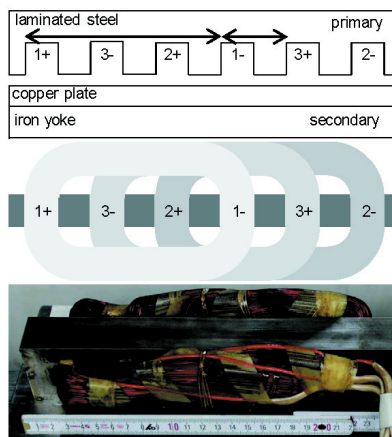 laminated steel primary
1+ 3- 2+ 1- 3+ 2-
copper plate
iron yoke secondary
1+ 3- 2+ 1- 3+ 2-